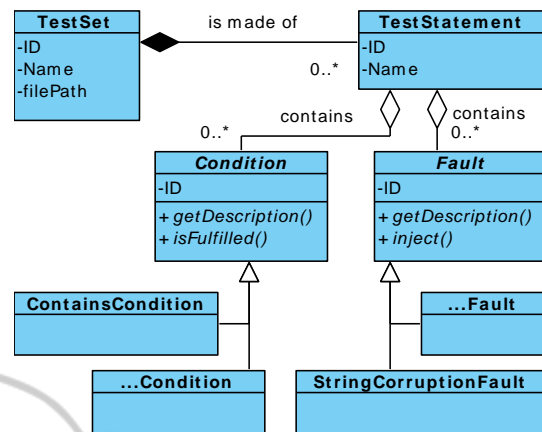 TestSet
-ID
-Name
-filePath
is made of
0..*
TestStatement
-ID
-Name
contains
0..*
contains
0..*
Condition
-ID
+ getDescription()
+ isFulfilled()
Fault
-ID
+ getDescription()
+ inject()
ContainsCondition
...Fault
...Condition
StringCorruptionFault